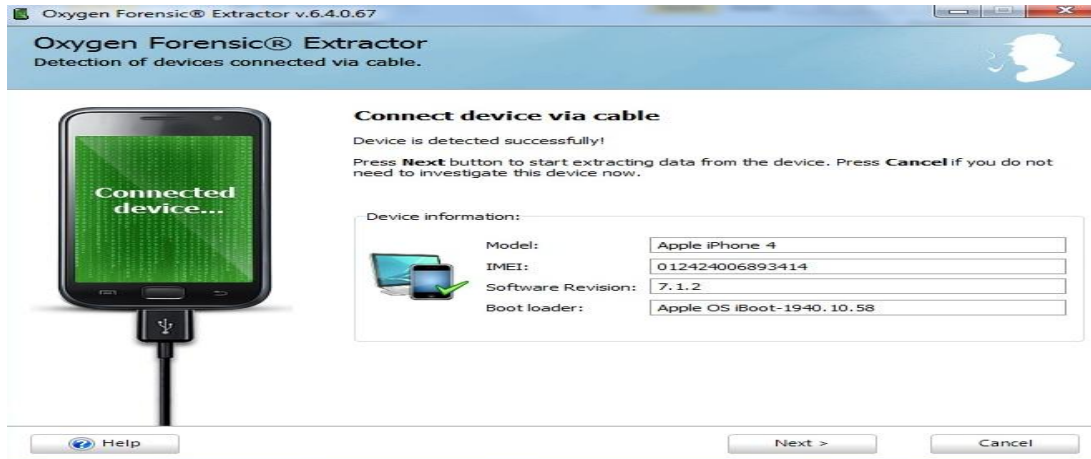 Oxygen Forensic® Extractor v.6.4.0.67
Oxygen Forensic® Extractor
Detection of devices connected via cable.
Connected
device...
Connect device via cable
Device is detected successfully!
Press Next button to start extracting data from the device. Press Cancel if you do not
need to investigate this device now.
Device information:
Model: Apple iPhone 4
IMEI: 012424006893414
Software Revision: 7.1.2
Boot loader: Apple OS iBoot-1940.10.58
Help
Next >
Cancel